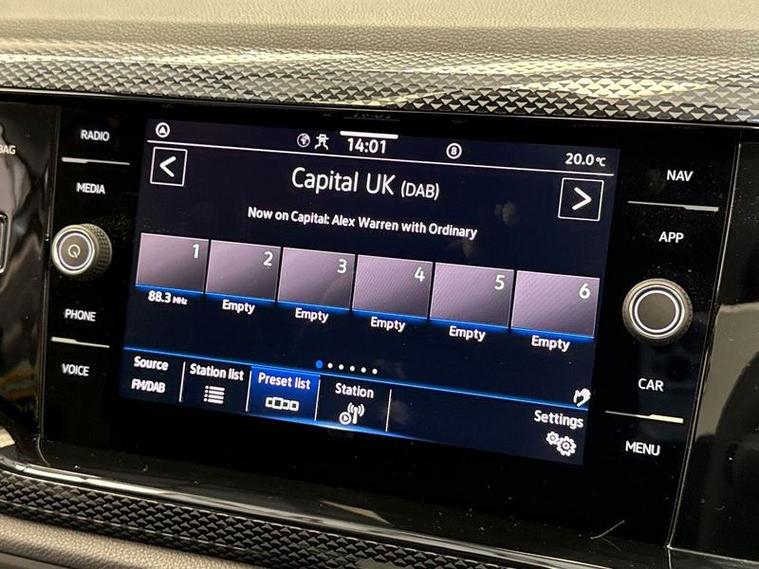 BAG
RADIO
MEDIA
PHONE
VOICE
A
14:01
8
20.0°C
<
Capital UK (DAB)
>
Now on Capital: Alex Warren with Ordinary
1 2 3 4 5 6
88.3 MHz Empty Empty Empty Empty Empty
Source
FM/DAB
Station list
Preset list
Station
Settings
NAV
APP
CAR
MENU